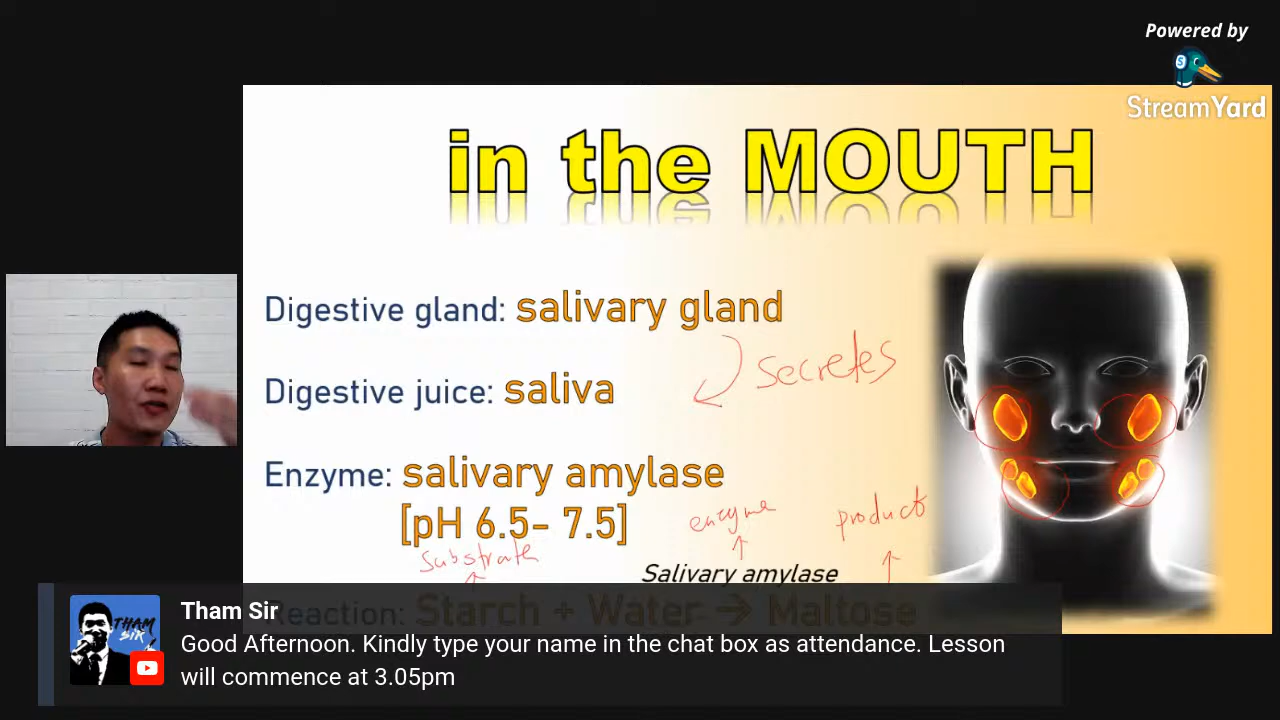 Powered by
StreamYard
in the MOUTH
Digestive gland: salivary gland
secretes
Digestive juice: saliva
Enzyme: salivary amylase
[pH 6.5- 7.5]
enzyme
product
substrate
Salivary amylase
Reaction: Starch + Water → Maltose
THAM
SIR
Tham Sir
Good Afternoon. Kindly type your name in the chat box as attendance. Lesson
will commence at 3.05pm